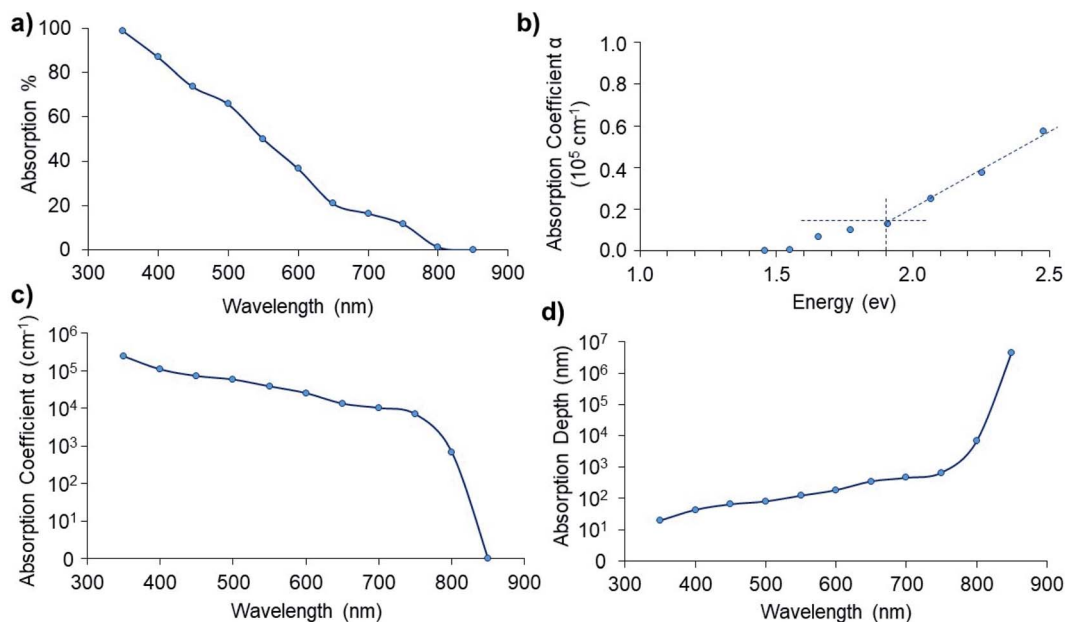 a)
Absorption %
100
80
60
40
20
0
300 400 500 600 700 800 900
Wavelength (nm)
b)
Absorption Coefficient α
(10⁵ cm⁻¹)
1.0
0.8
0.6
0.4
0.2
0.0
1.0 1.5 2.0 2.5
Energy (ev)
c)
Absorption Coefficient α (cm⁻¹)
10⁶
10⁵
10⁴
10³
10¹
0
300 400 500 600 700 800 900
Wavelength (nm)
d)
Absorption Depth (nm)
10⁷
10⁶
10⁵
10⁴
10³
10²
10¹
0
300 400 500 600 700 800 900
Wavelength (nm)